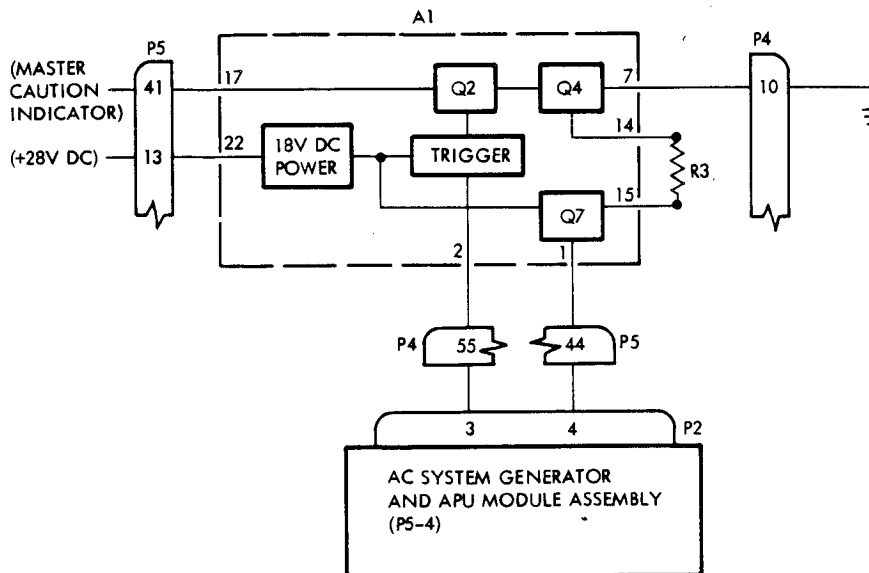 A1
P5
P4
(MASTER
CAUTION
INDICATOR)
41
17
Q2
Q4
7
10
(+28V DC)
13
22
18V DC
POWER
TRIGGER
14
R3
15
Q7
2
1
P4
55
44
P5
3
4
P2
AC SYSTEM GENERATOR
AND APU MODULE ASSEMBLY
(P5-4)